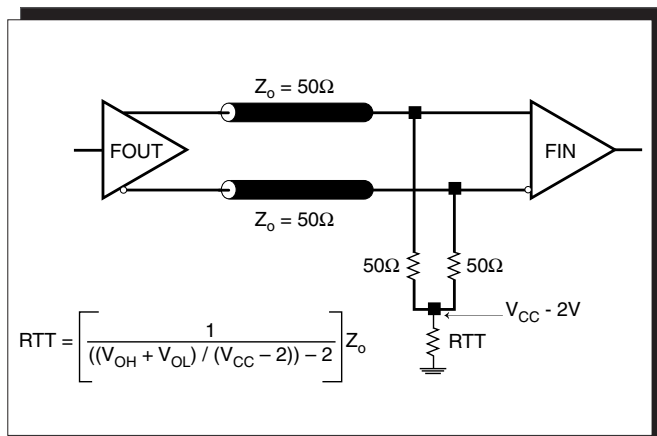 Zo = 50Ω
FOUT
FIN
Zo = 50Ω
50Ω
50Ω
VCC - 2V
RTT
RTT = [ 1 / ((VOH + VOL) / (VCC – 2)) – 2 ] Zo